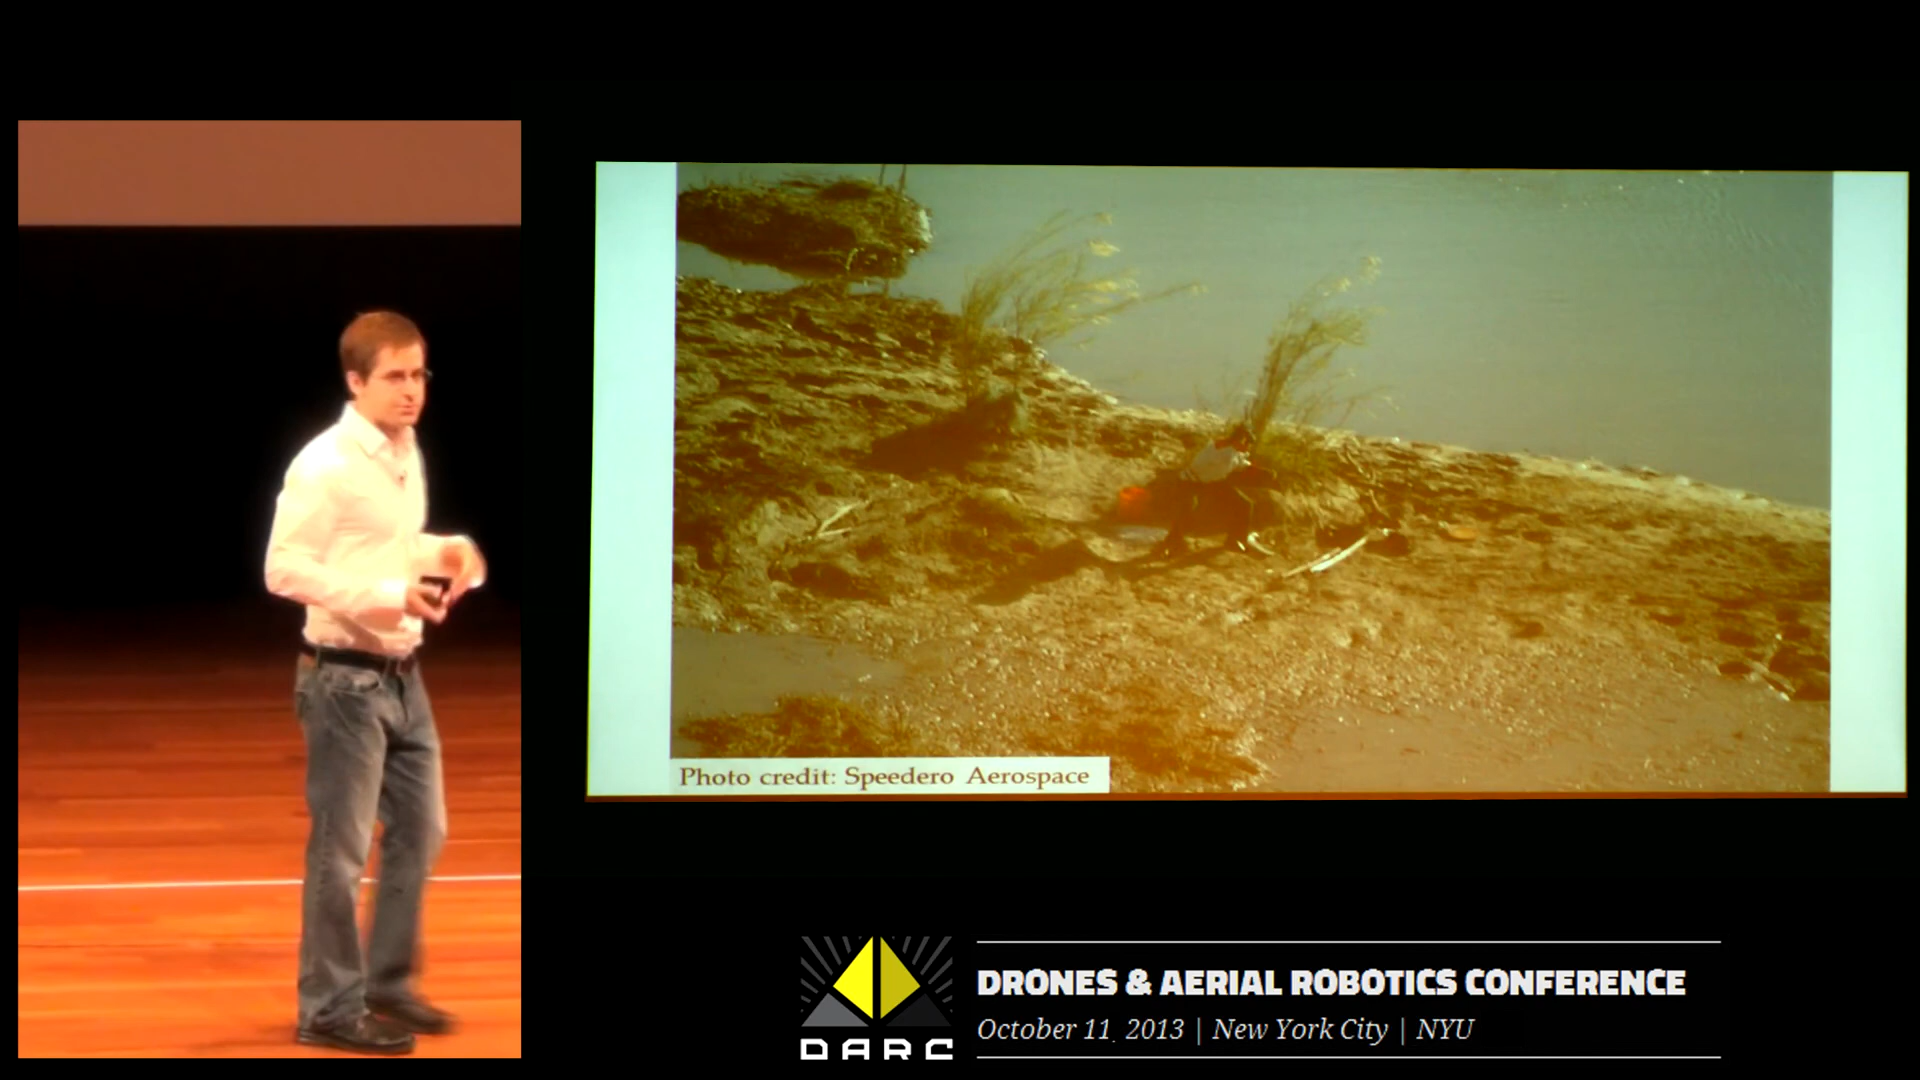 Photo credit: Speedero Aerospace
DARC
DRONES & AERIAL ROBOTICS CONFERENCE
October 11, 2013 | New York City | NYU